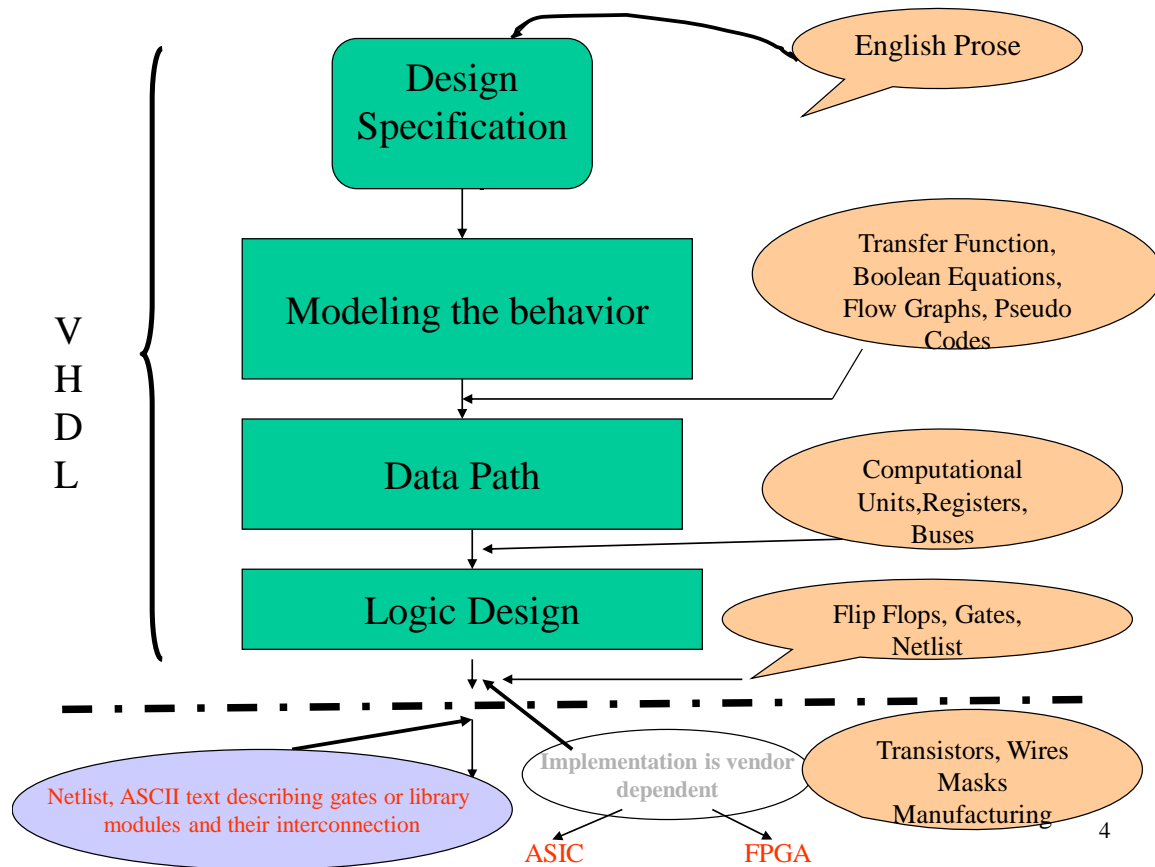 English Prose
Design
Specification
Transfer Function,
Boolean Equations,
Flow Graphs, Pseudo
Codes
Modeling the behavior
V
H
D
L
Data Path
Computational
Units,Registers,
Buses
Logic Design
Flip Flops, Gates,
Netlist
Implementation is vendor
dependent
Transistors, Wires
Masks
Manufacturing
Netlist, ASCII text describing gates or library
modules and their interconnection
ASIC
FPGA
4